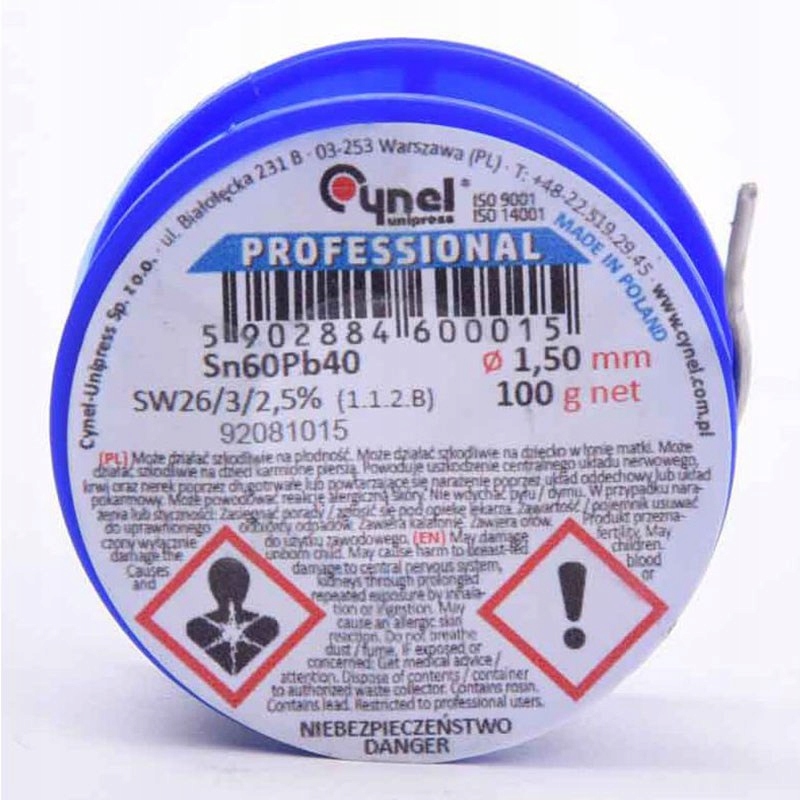 Cynel-Unipress Sp. z o.o. · ul. Białołęcka 231 B · 03-253 Warszawa (PL) · T: +48-22.519.29.45 · www.cynel.com.pl
Cynel®
unipress
ISO 9001
ISO 14001
PROFESSIONAL
MADE IN POLAND
5 902884 600015
Sn60Pb40
Ø 1,50 mm
SW26/3/2,5% (1.1.2.B)
100 g net
92081015
[PL] Może działać szkodliwie na płodność. Może działać szkodliwie na dziecko w łonie matki. Może
działać szkodliwie na dzieci karmione piersią. Powoduje uszkodzenie centralnego układu nerwowego,
krwi oraz nerek poprzez długotrwałe lub powtarzające się narażenie poprzez układ oddechowy lub układ
pokarmowy. Może powodować reakcję alergiczną skóry. Nie wdychać pyłu / dymu. W przypadku nara-
żenia lub styczności: Zasięgnąć porady / zgłosić się pod opiekę lekarza. Zawartość / pojemnik usuwać
do uprawnionego odbiorcy odpadów. Zawiera kalafonię. Zawiera ołów. Produkt przezna-
czony wyłącznie do użytku zawodowego. [EN] May damage fertility. May
damage the unborn child. May cause harm to breast-fed children.
Causes damage to central nervous system, blood
and kidneys through prolonged or
repeated exposure by inhala-
tion or ingestion. May
cause an allergic skin
reaction. Do not breathe
dust / fume. IF exposed or
concerned: Get medical advice /
attention. Dispose of contents / container
to authorized waste collector. Contains rosin.
Contains lead. Restricted to professional users.
NIEBEZPIECZEŃSTWO
DANGER